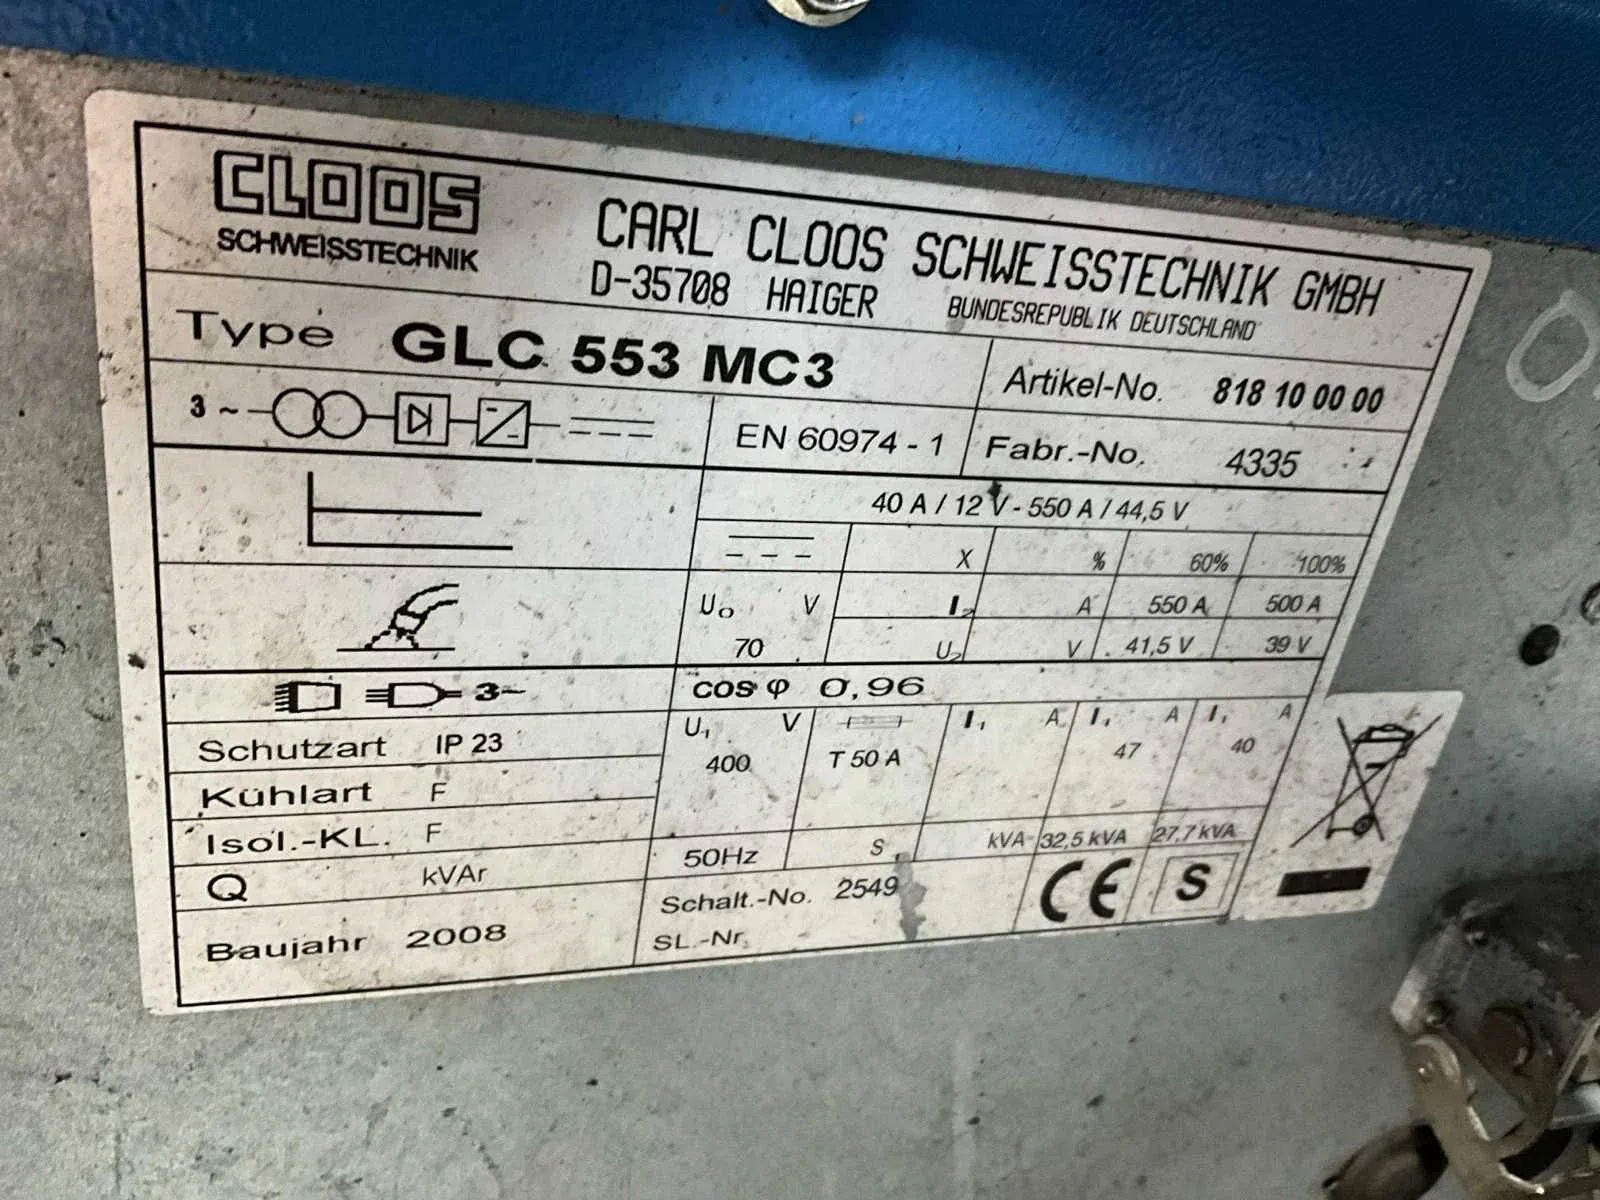 CLOOS
SCHWEISSTECHNIK
CARL CLOOS SCHWEISSTECHNIK GMBH
D-35708 HAIGER BUNDESREPUBLIK DEUTSCHLAND
Type GLC 553 MC3
Artikel-No. 818 10 00 00
3 ~
EN 60974 - 1
Fabr.-No. 4335
40 A / 12 V - 550 A / 44,5 V
X % 60% 100%
U0 V I2 A 550 A 500 A
70 U2 V 41,5 V 39 V
3~ cos φ 0,96
Schutzart IP 23
U1 V I1 A I1 A I1 A
400 T 50 A 47 40
Kühlart F
Isol.-KL. F
50Hz S1 kVA 32,5 kVA 27,7 kVA
Q kVAr
Schalt.-No. 2549
CE S
Baujahr 2008
SL.-Nr.